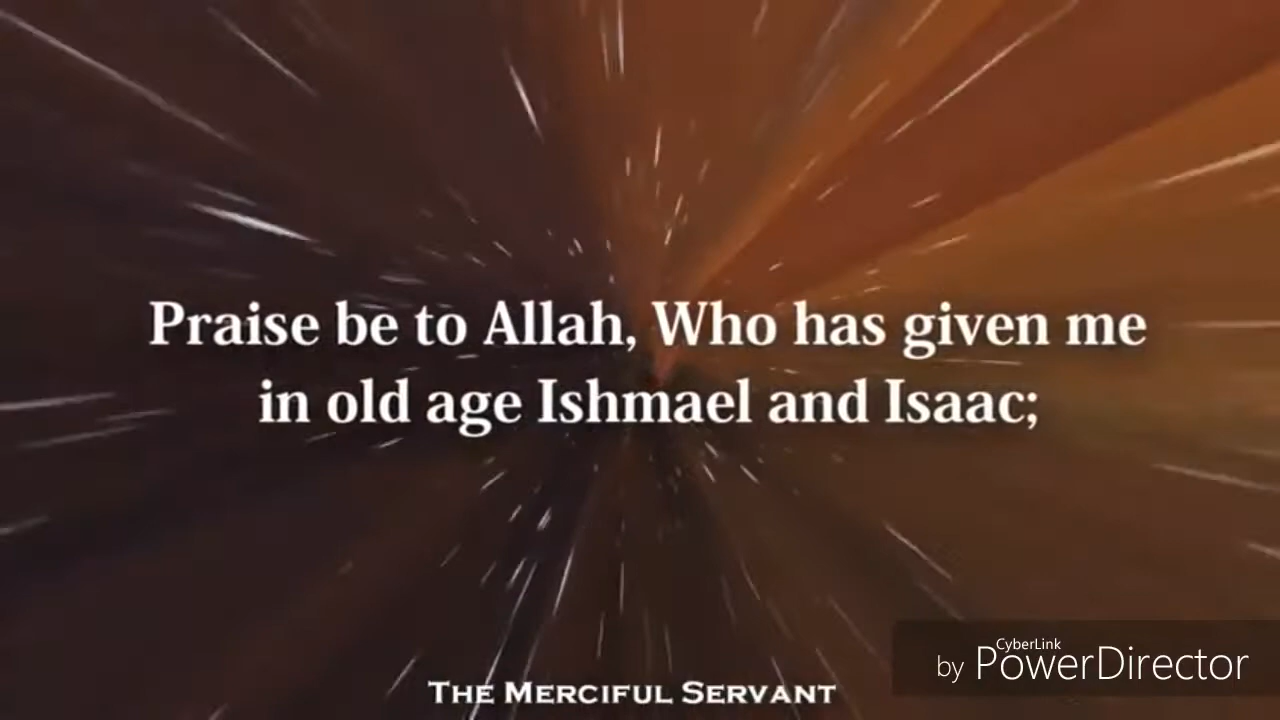 Praise be to Allah, Who has given me
in old age Ishmael and Isaac;
CyberLink
by PowerDirector
THE MERCIFUL SERVANT